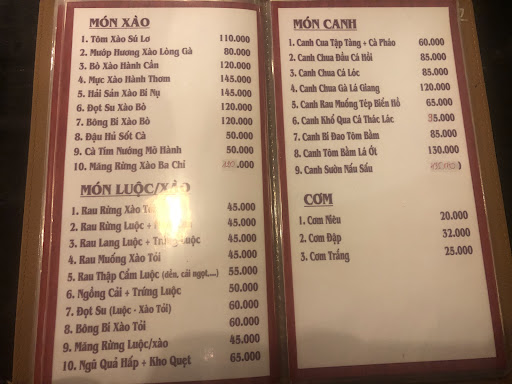 MÓN XÀO
1. Tôm Xào Sú Lơ 110.000
2. Mướp Hương Xào Lòng Gà 80.000
3. Bò Xào Hành Cần 120.000
4. Mực Xào Hành Thơm 145.000
5. Hải Sản Xào Bí Nụ 145.000
6. Đọt Su Xào Bò 120.000
7. Bông Bí Xào Bò 120.000
8. Đậu Hủ Sốt Cà 50.000
9. Cà Tím Nướng Mỡ Hành 50.000
10. Măng Rừng Xào Ba Chỉ .000
MÓN LUỘC/XÀO
1. Rau Rừng Xào 45.000
2. Rau Rừng Luộc + 45.000
3. Rau Lang Luộc + Trứng Luộc 45.000
4. Rau Muống Xào Tỏi 45.000
5. Rau Thập Cẩm Luộc (dền, cải ngọt,...) 55.000
6. Ngồng Cải + Trứng Luộc 50.000
7. Đọt Su (Luộc - Xào Tỏi) 60.000
8. Bông Bí Xào Tỏi 60.000
9. Măng Rừng Luộc/xào 45.000
10. Ngũ Quả Hấp + Kho Quẹt 65.000
MÓN CANH
1. Canh Cua Tập Tàng + Cà Pháo 60.000
2. Canh Chua Đầu Cá Hồi 85.000
3. Canh Chua Cá Lóc 85.000
4. Canh Chua Gà Lá Giang 120.000
5. Canh Rau Muống Tép Biển Hồ 65.000
6. Canh Khổ Qua Cá Thác Lác 5.000
7. Canh Bí Đao Tôm Bằm 85.000
8. Canh Tôm Bằm Lá Ớt 130.000
9. Canh Sườn Nấu Sấu
CƠM
1. Cơm Niêu 20.000
2. Cơm Đập 32.000
3. Cơm Trắng 25.000